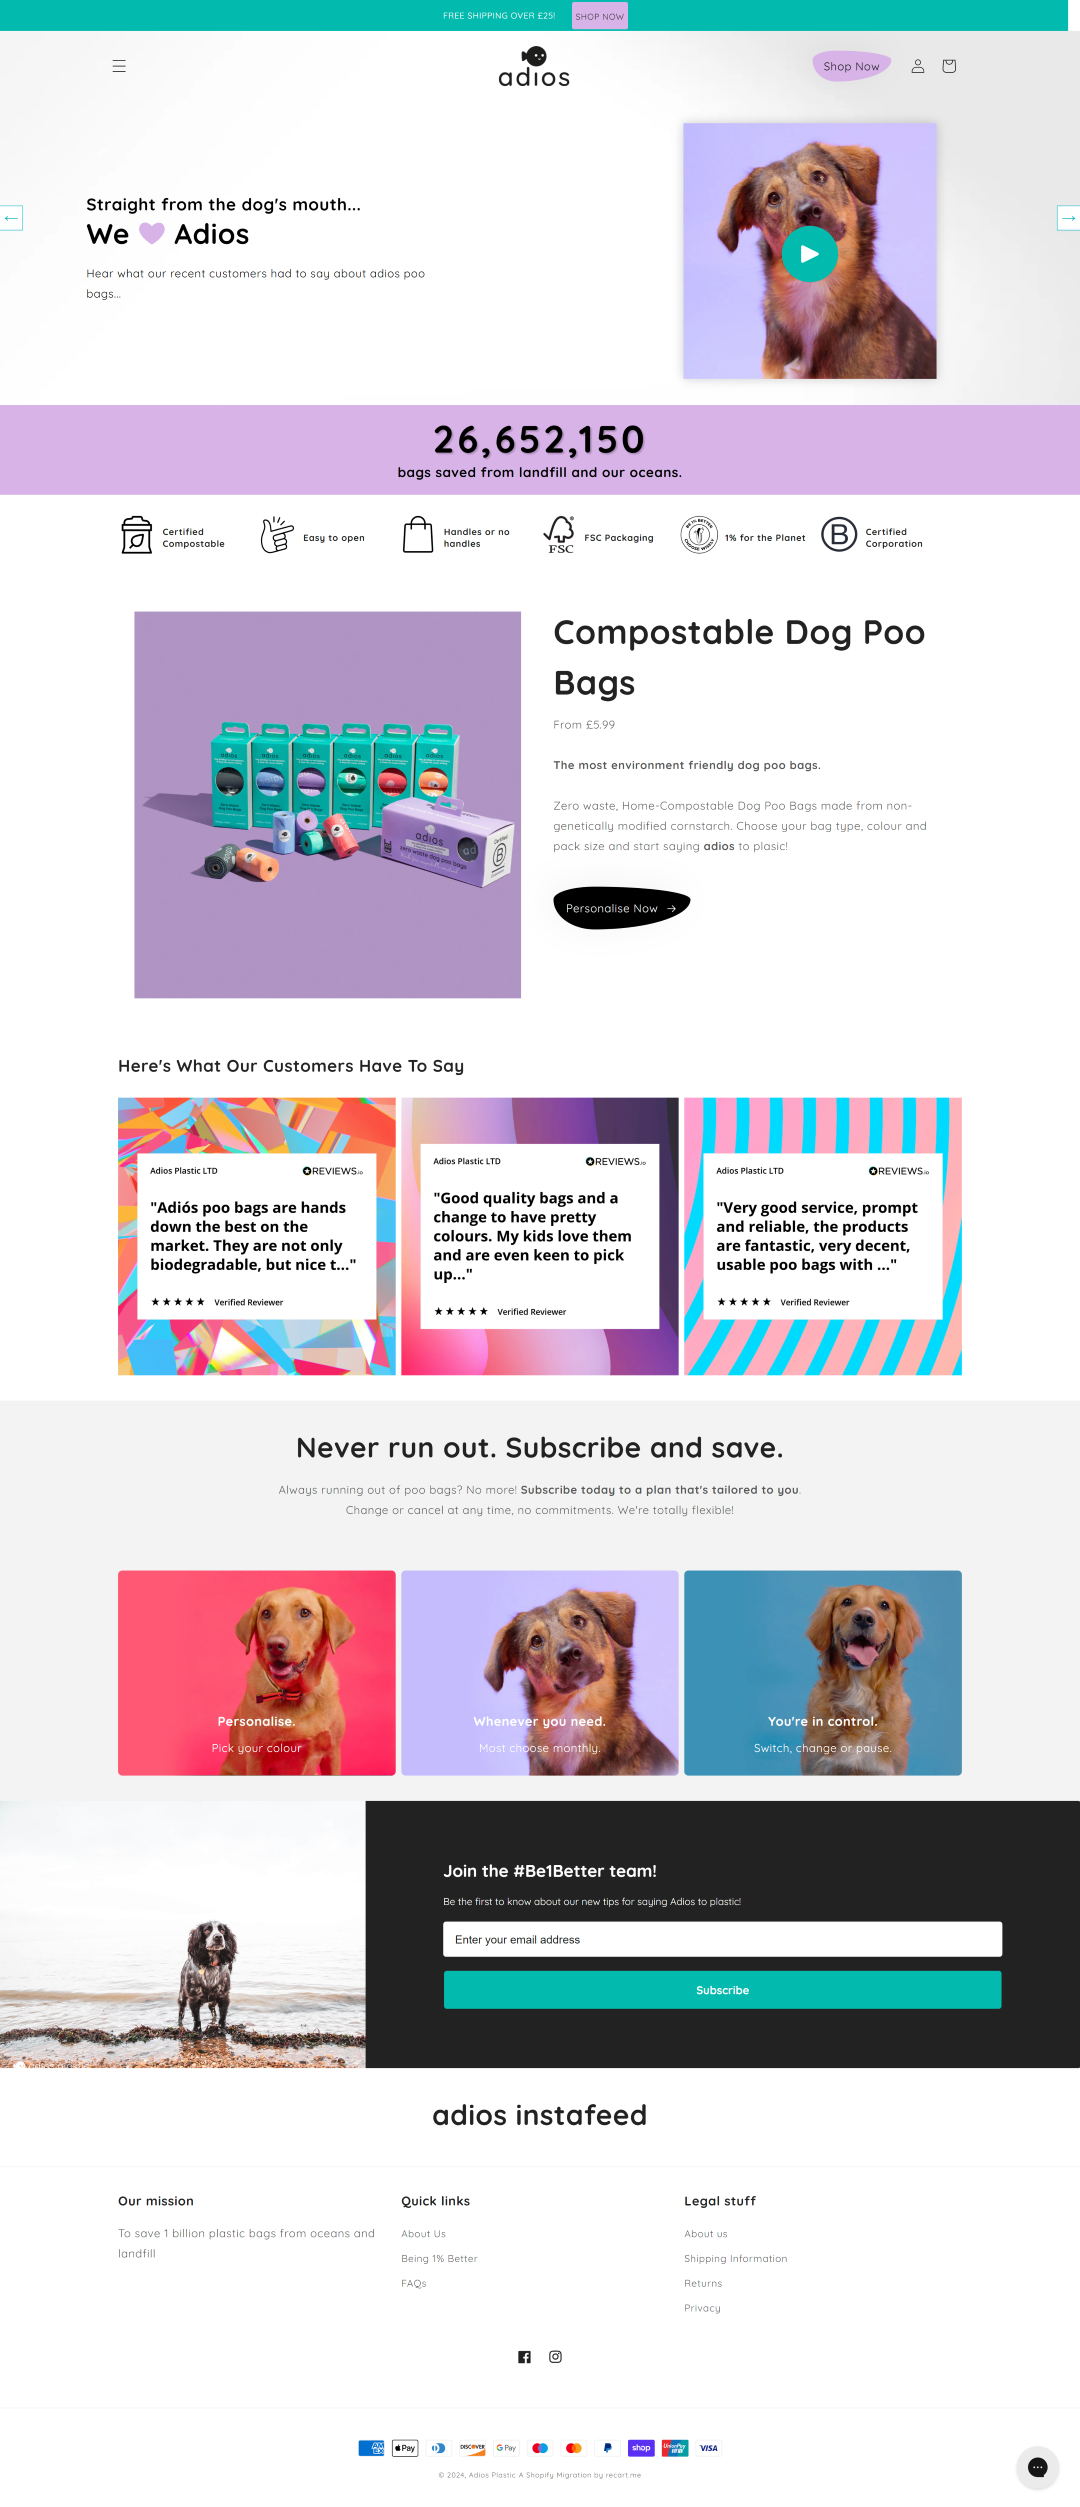 FREE SHIPPING OVER £25!
SHOP NOW
adios
Shop Now
Straight from the dog's mouth...
We Adios
Hear what our recent customers had to say about adios poo
bags...
26,652,150
bags saved from landfill and our oceans.
Certified
Compostable
Easy to open
Handles or no
handles
FSC
FSC Packaging
1% for the Planet
B
Certified
Corporation
Compostable Dog Poo
Bags
From £5.99
The most environment friendly dog poo bags.
Zero waste, Home-Compostable Dog Poo Bags made from non-
genetically modified cornstarch. Choose your bag type, colour and
pack size and start saying adios to plasic!
Personalise Now →
adios
zero waste dog poo bags
ad
Here's What Our Customers Have To Say
Adios Plastic LTD
REVIEWS.io
"Adiós poo bags are hands
down the best on the
market. They are not only
biodegradable, but nice t..."
★★★★★ Verified Reviewer
Adios Plastic LTD
REVIEWS.io
"Good quality bags and a
change to have pretty
colours. My kids love them
and are even keen to pick
up..."
★★★★★ Verified Reviewer
Adios Plastic LTD
REVIEWS.io
"Very good service, prompt
and reliable, the products
are fantastic, very decent,
usable poo bags with ..."
★★★★★ Verified Reviewer
Never run out. Subscribe and save.
Always running out of poo bags? No more! Subscribe today to a plan that's tailored to you.
Change or cancel at any time, no commitments. We're totally flexible!
Personalise.
Pick your colour
Whenever you need.
Most choose monthly.
You're in control.
Switch, change or pause.
Join the #Be1Better team!
Be the first to know about our new tips for saying Adios to plastic!
Enter your email address
Subscribe
adios instafeed
Our mission
To save 1 billion plastic bags from oceans and
landfill
Quick links
About Us
Being 1% Better
FAQs
Legal stuff
About us
Shipping Information
Returns
Privacy
AMEX
Pay
DISCOVER
G Pay
shop
UnionPay
VISA
© 2024, Adios Plastic A Shopify Migration by recart.me